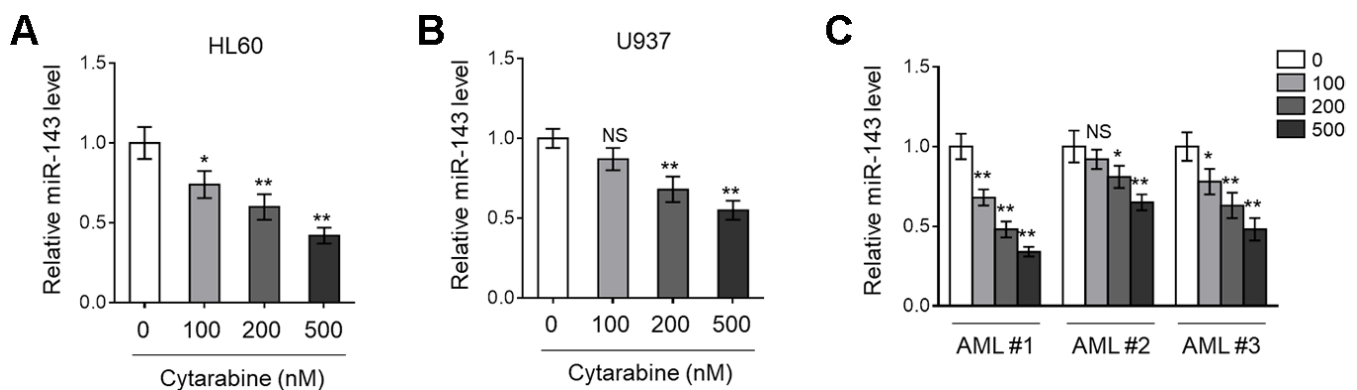 A
HL60
Relative miR-143 level
1.5
1.0
0.5
0.0
*
**
**
0 100 200 500
Cytarabine (nM)
B
U937
Relative miR-143 level
1.5
1.0
0.5
0.0
NS
**
**
0 100 200 500
Cytarabine (nM)
C
Relative miR-143 level
1.5
1.0
0.5
0.0
** ** **
NS * **
* ** **
AML #1 AML #2 AML #3
0
100
200
500